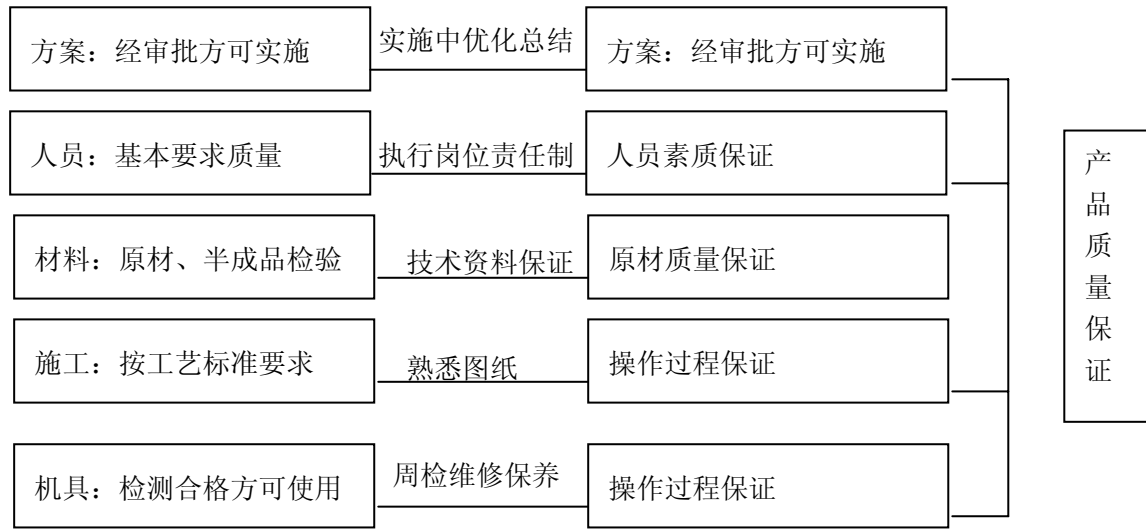 方案：经审批方可实施
实施中优化总结
方案：经审批方可实施
人员：基本要求质量
执行岗位责任制
人员素质保证
材料：原材、半成品检验
技术资料保证
原材质量保证
施工：按工艺标准要求
熟悉图纸
操作过程保证
机具：检测合格方可使用
周检维修保养
操作过程保证
产品质量保证